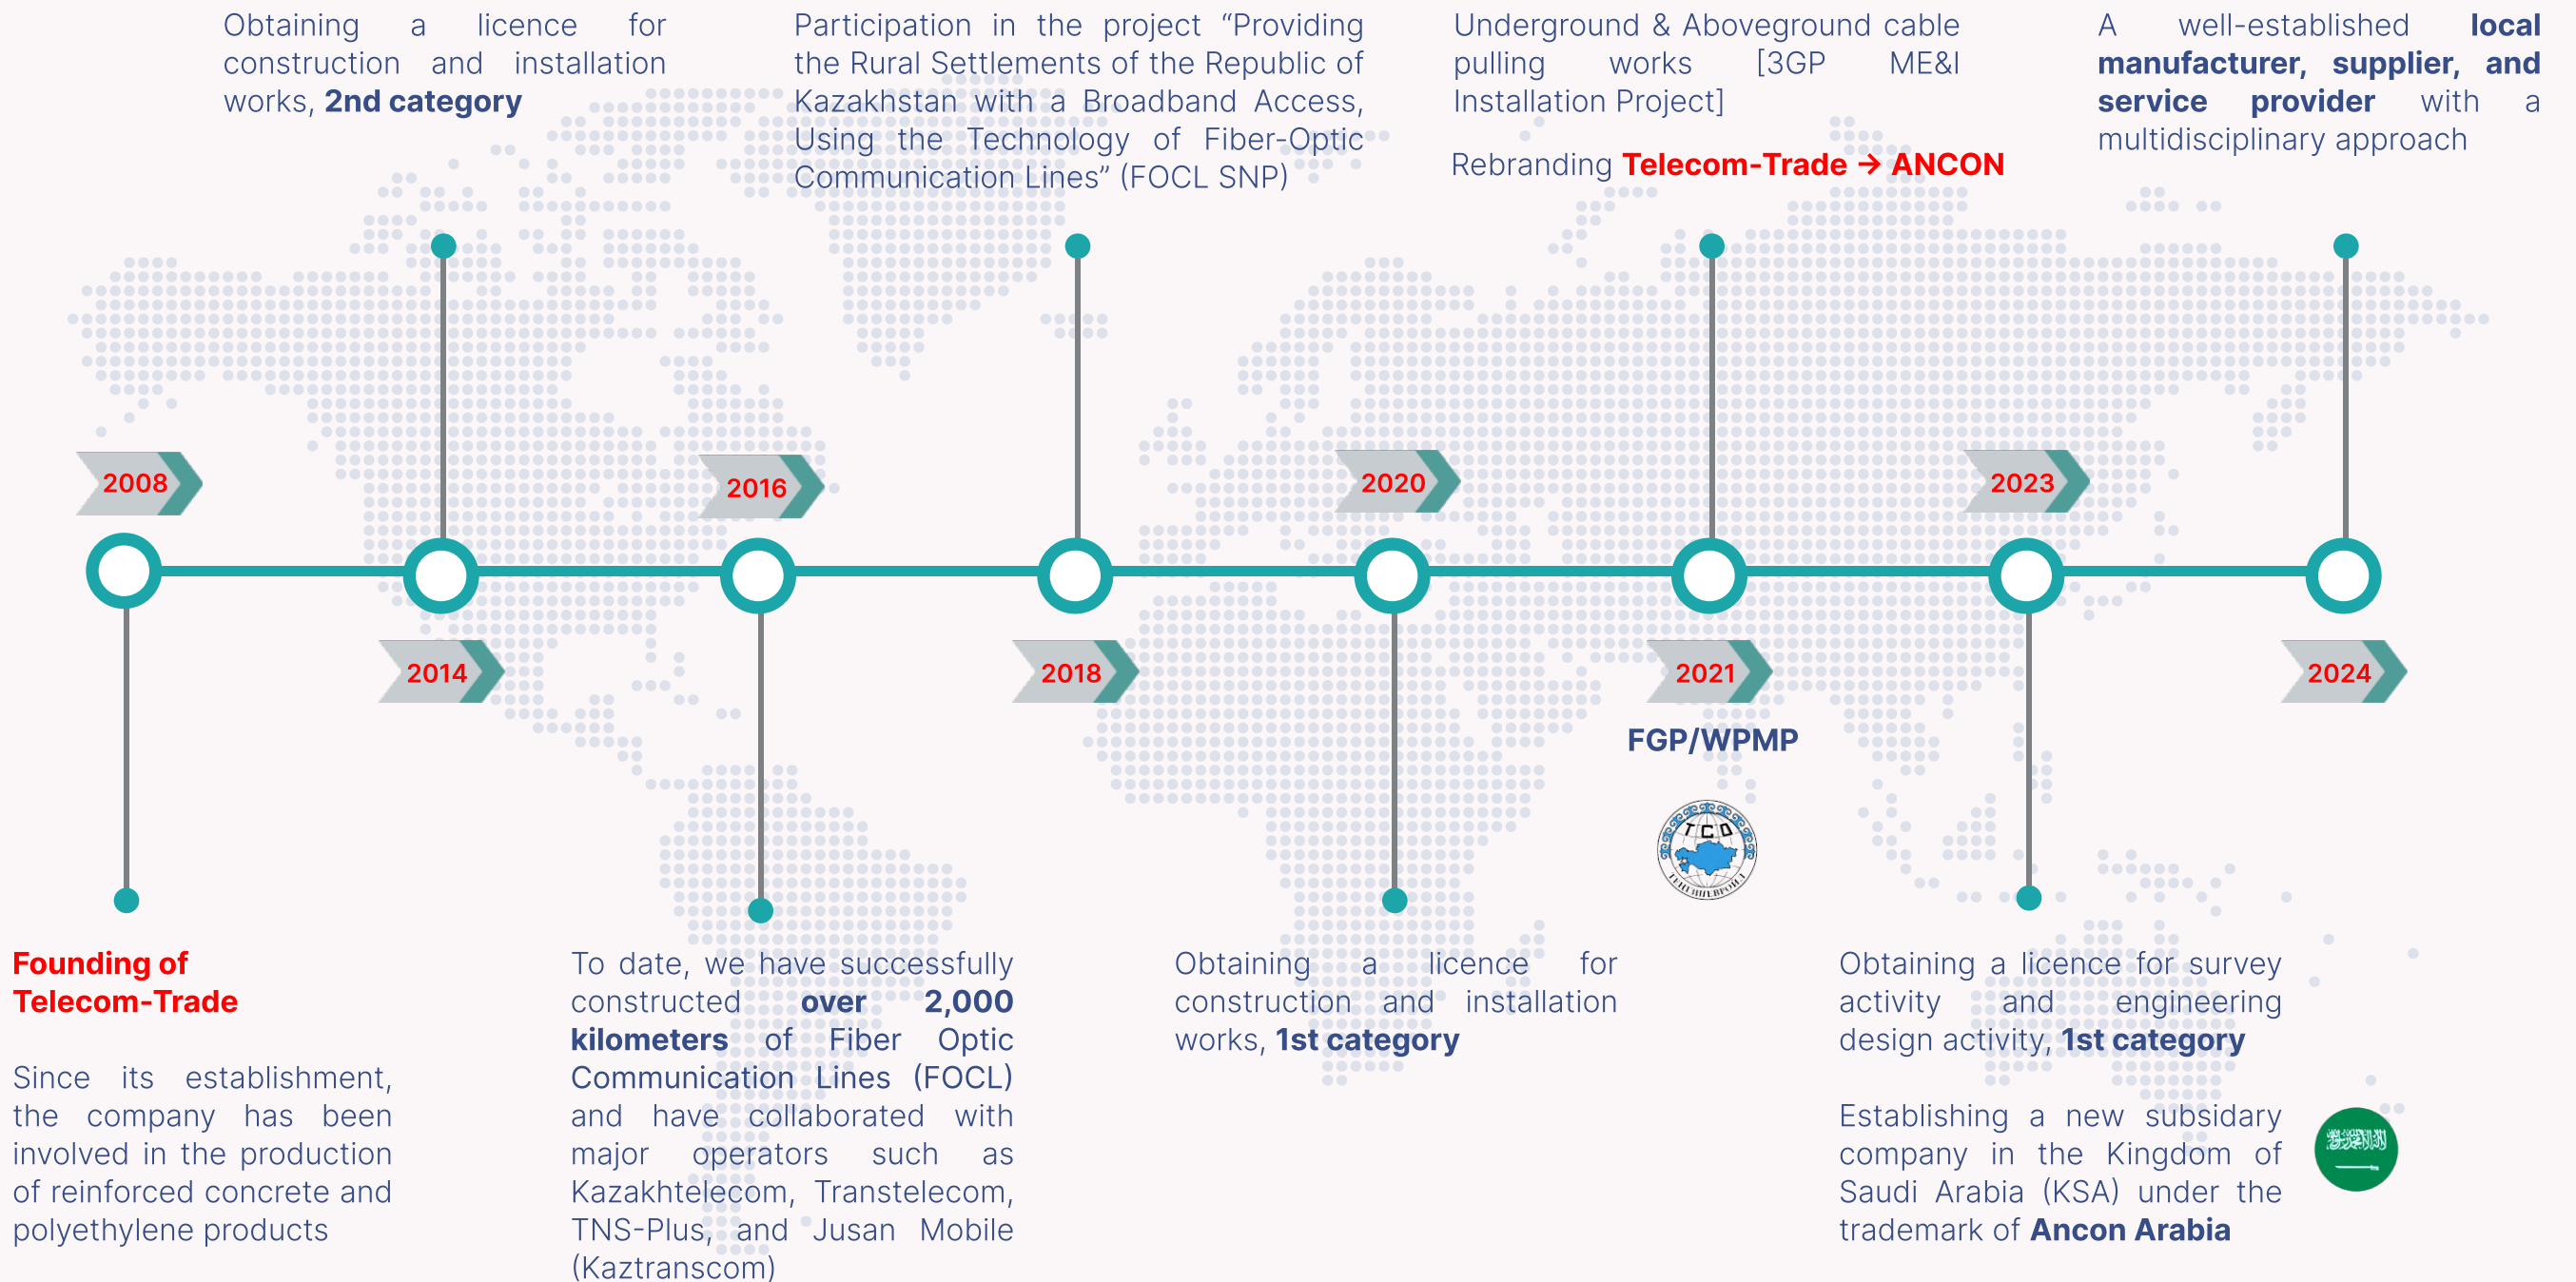 Obtaining a licence for
construction and installation
works, 2nd category
Participation in the project “Providing
the Rural Settlements of the Republic of
Kazakhstan with a Broadband Access,
Using the Technology of Fiber-Optic
Communication Lines” (FOCL SNP)
Underground & Aboveground cable
pulling works [3GP ME&I
Installation Project]
Rebranding Telecom-Trade → ANCON
A well-established local
manufacturer, supplier, and
service provider with a
multidisciplinary approach
2008
2016
2020
2023
2014
2018
2021
2024
FGP/WPMP
TCO
Founding of
Telecom-Trade
Since its establishment,
the company has been
involved in the production
of reinforced concrete and
polyethylene products
To date, we have successfully
constructed over 2,000
kilometers of Fiber Optic
Communication Lines (FOCL)
and have collaborated with
major operators such as
Kazakhtelecom, Transtelecom,
TNS-Plus, and Jusan Mobile
(Kaztranscom)
Obtaining a licence for
construction and installation
works, 1st category
Obtaining a licence for survey
activity and engineering
design activity, 1st category
Establishing a new subsidary
company in the Kingdom of
Saudi Arabia (KSA) under the
trademark of Ancon Arabia